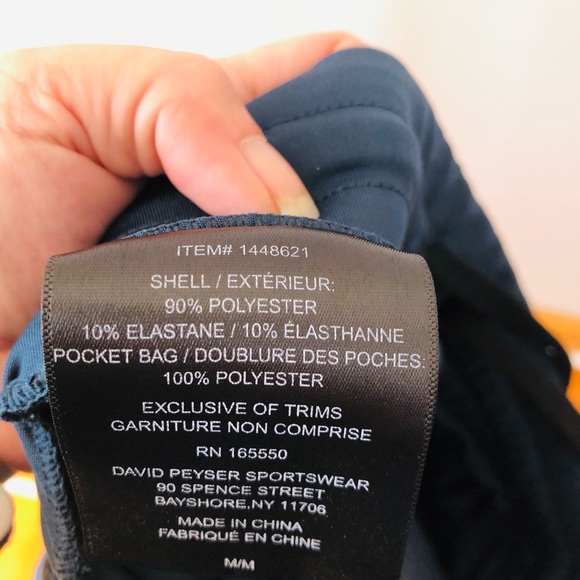 ITEM# 1448621
SHELL / EXTÉRIEUR:
90% POLYESTER
10% ELASTANE / 10% ÉLASTHANNE
POCKET BAG / DOUBLURE DES POCHES:
100% POLYESTER
EXCLUSIVE OF TRIMS
GARNITURE NON COMPRISE
RN 165550
DAVID PEYSER SPORTSWEAR
90 SPENCE STREET
BAYSHORE,NY 11706
MADE IN CHINA
FABRIQUÉ EN CHINE
M/M